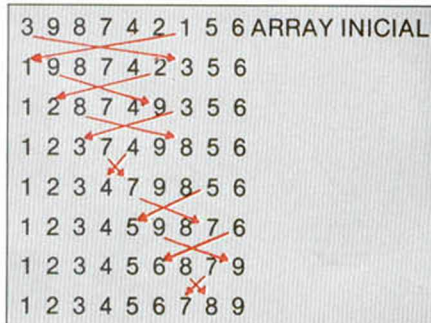 3 9 8 7 4 2 1 5 6 ARRAY INICIAL
1 9 8 7 4 2 3 5 6
1 2 8 7 4 9 3 5 6
1 2 3 7 4 9 8 5 6
1 2 3 4 7 9 8 5 6
1 2 3 4 5 9 8 7 6
1 2 3 4 5 6 8 7 9
1 2 3 4 5 6 7 8 9